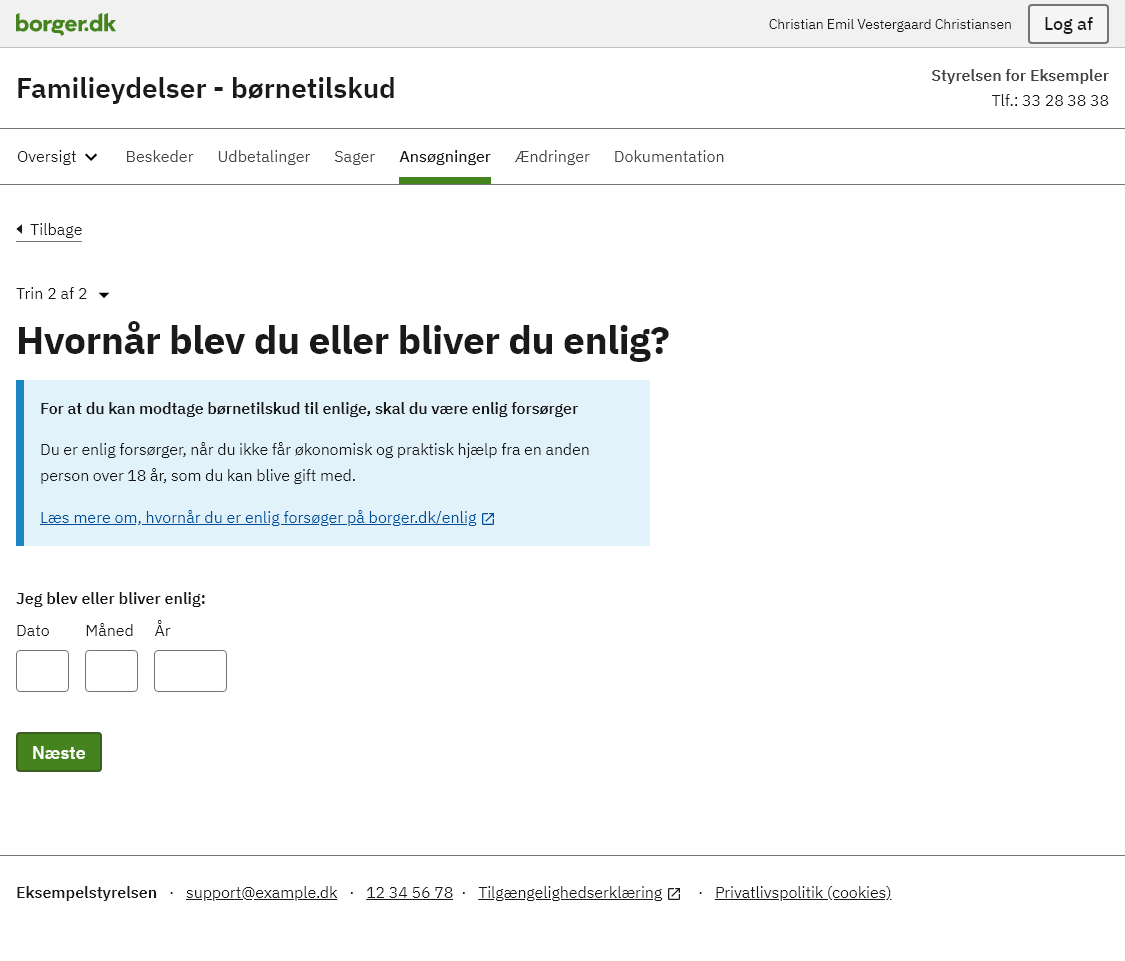 borger.dk
Christian Emil Vestergaard Christiansen
Log af
Familieydelser - børnetilskud
Styrelsen for Eksempler
Tlf.: 33 28 38 38
Oversigt Beskeder Udbetalinger Sager Ansøgninger Ændringer Dokumentation
Tilbage
Trin 2 af 2
Hvornår blev du eller bliver du enlig?
For at du kan modtage børnetilskud til enlige, skal du være enlig forsørger
Du er enlig forsørger, når du ikke får økonomisk og praktisk hjælp fra en anden
person over 18 år, som du kan blive gift med.
Læs mere om, hvornår du er enlig forsøger på borger.dk/enlig
Jeg blev eller bliver enlig:
Dato Måned År
Næste
Eksempelstyrelsen · support@example.dk · 12 34 56 78 · Tilgængelighedserklæring · Privatlivspolitik (cookies)